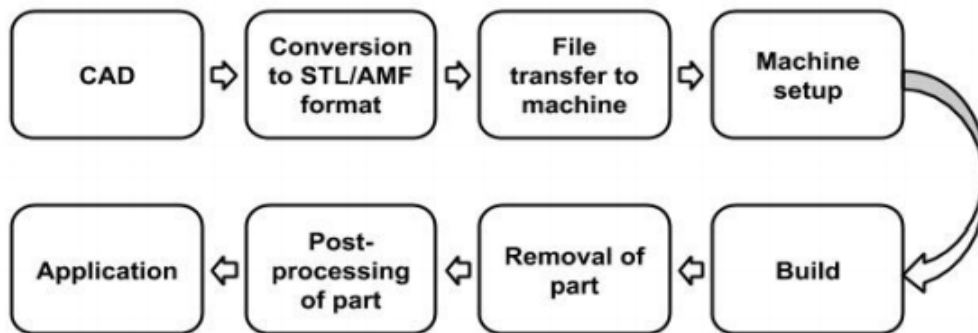 CAD
Conversion
to STL/AMF
format
File
transfer to
machine
Machine
setup
Build
Removal of
part
Post-
processing
of part
Application